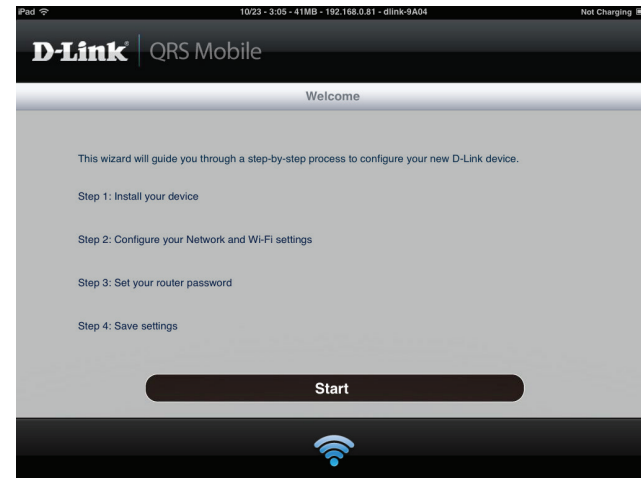 iPad 10/23 - 3:05 - 41MB - 192.168.0.81 - dlink-9A04 Not Charging
D-Link QRS Mobile
Welcome
This wizard will guide you through a step-by-step process to configure your new D-Link device.
Step 1: Install your device
Step 2: Configure your Network and Wi-Fi settings
Step 3: Set your router password
Step 4: Save settings
Start